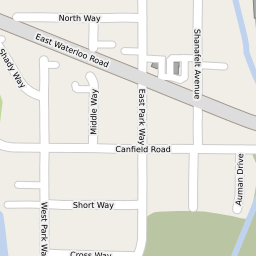 North Way
East Waterloo Road
Shady Way
Shanafelt Avenue
Middle Way
East Park Way
Canfield Road
Auman Drive
West Park Way
Short Way
Cross Way